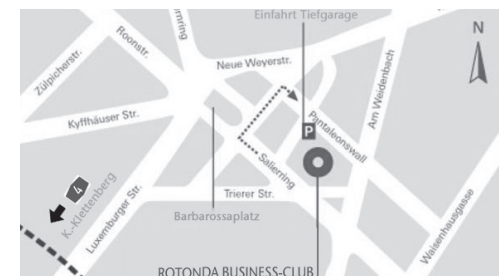 Einfahrt Tiefgarage
N
rnring
Roonstr.
Zülpicherstr.
Neue Weyerstr.
Am Weidenbach
Kyffhäuser Str.
P
Pantaleonswall
Salierring
4
K.-Klettenberg
Luxemburger Str.
Trierer Str.
Barbarossaplatz
Waisenhausgasse
ROTONDA BUSINESS-CLUB